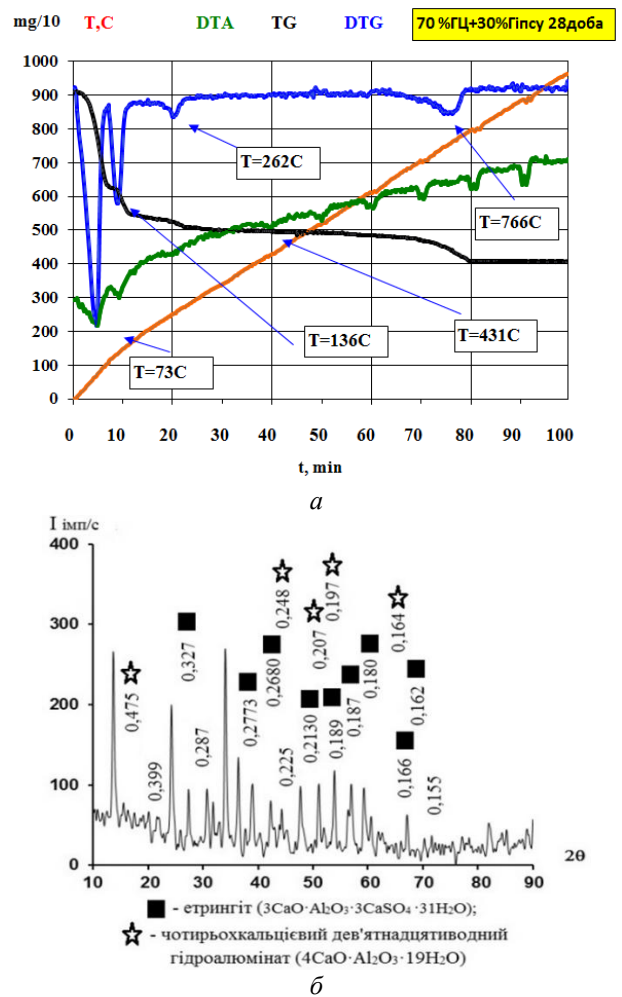 mg/10 T,C DTA TG DTG 70 %ГЦ+30%Гіпсу 28доба
1000
900
800
700
600
500
400
300
200
100
0
T=262C
T=766C
T=136C
T=431C
T=73C
0 10 20 30 40 50 60 70 80 90 100
t, min
а
I імп/с
400
300
200
100
0
0,475
0,399
0,327
0,287
0,2773
0,2680
0,248
0,225
0,2130
0,207
0,197
0,189
0,187
0,180
0,164
0,166
0,162
0,155
10 20 30 40 50 60 70 80 90
2θ
- етрингіт (3CaO·Al₂O₃·3CaSO₄·31H₂O);
- чотирьохкальцієвий дев'ятнадцятиводний
гідроалюмінат (4CaO·Al₂O₃·19H₂O)
б